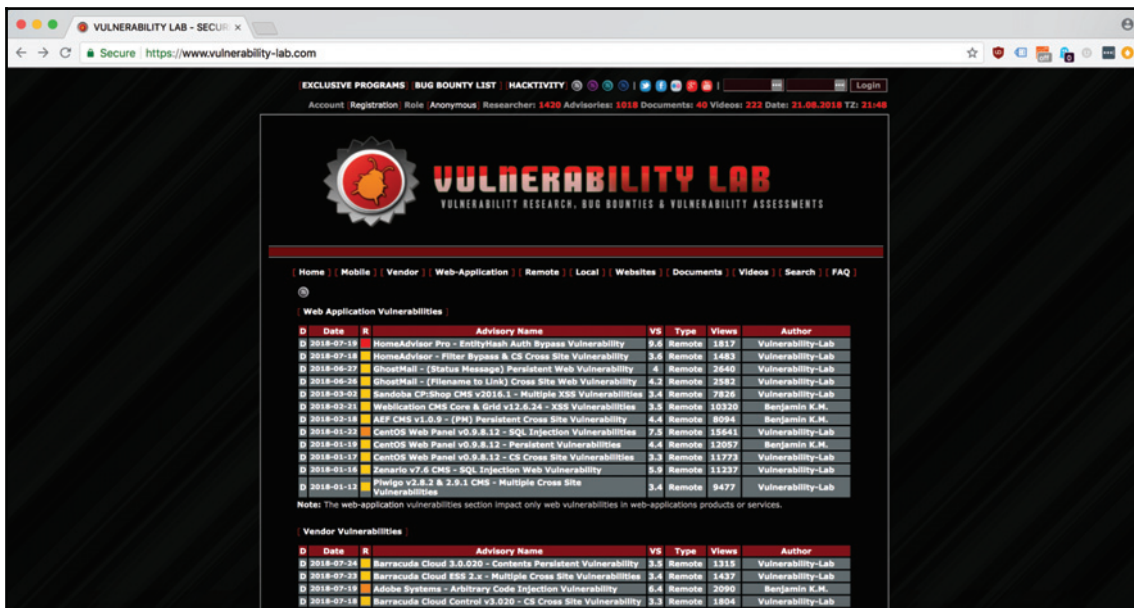 VULNERABILITY LAB - SECUR
Secure https://www.vulnerability-lab.com
[EXCLUSIVE PROGRAMS] [BUG BOUNTY LIST] [HACKTIVITY] | | Login
Account [Registration] Role [Anonymous] Researcher: 1420 Advisories: 1018 Documents: 40 Videos: 222 Date: 21.08.2018 TZ: 21:48
VULNERABILITY LAB
VULNERABILITY RESEARCH, BUG BOUNTIES & VULNERABILITY ASSESSMENTS
[ Home ] [ Mobile ] [ Vendor ] [ Web-Application ] [ Remote ] [ Local ] [ Websites ] [ Documents ] [ Videos ] [ Search ] [ FAQ ]
[ Web Application Vulnerabilities ]
D Date R Advisory Name VS Type Views Author
D 2018-07-19 HomeAdvisor Pro - EntityHash Auth Bypass Vulnerability 9.6 Remote 1817 Vulnerability-Lab
D 2018-07-18 HomeAdvisor - Filter Bypass & CS Cross Site Vulnerability 3.6 Remote 1483 Vulnerability-Lab
D 2018-06-27 GhostMail - (Status Message) Persistent Web Vulnerability 4 Remote 2640 Vulnerability-Lab
D 2018-06-26 GhostMail - (Filename to Link) Cross Site Web Vulnerability 4.2 Remote 2582 Vulnerability-Lab
D 2018-03-02 Sandoba CP:Shop CMS v2016.1 - Multiple XSS Vulnerabilities 3.4 Remote 7826 Vulnerability-Lab
D 2018-02-21 Weblication CMS Core & Grid v12.6.24 - XSS Vulnerabilities 3.5 Remote 10320 Benjamin K.M.
D 2018-02-18 AEF CMS v1.0.9 - (PM) Persistent Cross Site Vulnerability 4.4 Remote 8094 Benjamin K.M.
D 2018-01-22 CentOS Web Panel v0.9.8.12 - SQL Injection Vulnerabilities 7.5 Remote 15641 Vulnerability-Lab
D 2018-01-19 CentOS Web Panel v0.9.8.12 - Persistent Vulnerabilities 4.4 Remote 12057 Benjamin K.M.
D 2018-01-17 CentOS Web Panel v0.9.8.12 - CS Cross Site Vulnerabilities 3.3 Remote 11773 Vulnerability-Lab
D 2018-01-16 Zenario v7.6 CMS - SQL Injection Web Vulnerability 5.9 Remote 11237 Vulnerability-Lab
D 2018-01-12 Piwigo v2.8.2 & 2.9.1 CMS - Multiple Cross Site Vulnerabilities 3.4 Remote 9477 Vulnerability-Lab
Note: The web-application vulnerabilities section impact only web vulnerabilities in web-applications products or services.
[ Vendor Vulnerabilities ]
D Date R Advisory Name VS Type Views Author
D 2018-07-24 Barracuda Cloud 3.0.020 - Contents Persistent Vulnerability 3.5 Remote 1315 Vulnerability-Lab
D 2018-07-23 Barracuda Cloud ESS 2.x - Multiple Cross Site Vulnerabilities 3.4 Remote 1437 Vulnerability-Lab
D 2018-07-19 Adobe Systems - Arbitrary Code Injection Vulnerability 6.4 Remote 2090 Benjamin K.M.
D 2018-07-18 Barracuda Cloud Control v3.020 - CS Cross Site Vulnerability 3.3 Remote 1804 Vulnerability-Lab